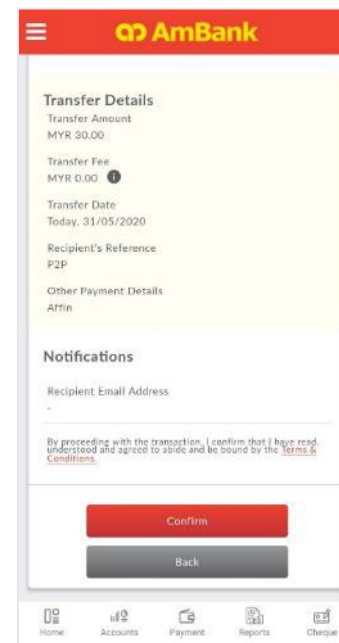 AmBank
Transfer Details
Transfer Amount
MYR 30.00
Transfer Fee
MYR 0.00
Transfer Date
Today, 31/05/2020
Recipient's Reference
P2P
Other Payment Details
Affin
Notifications
Recipient Email Address
-
By proceeding with the transaction, I confirm that I have read,
understood and agreed to abide and be bound by the Terms &
Conditions.
Confirm
Back
Home Accounts Payment Reports Cheque